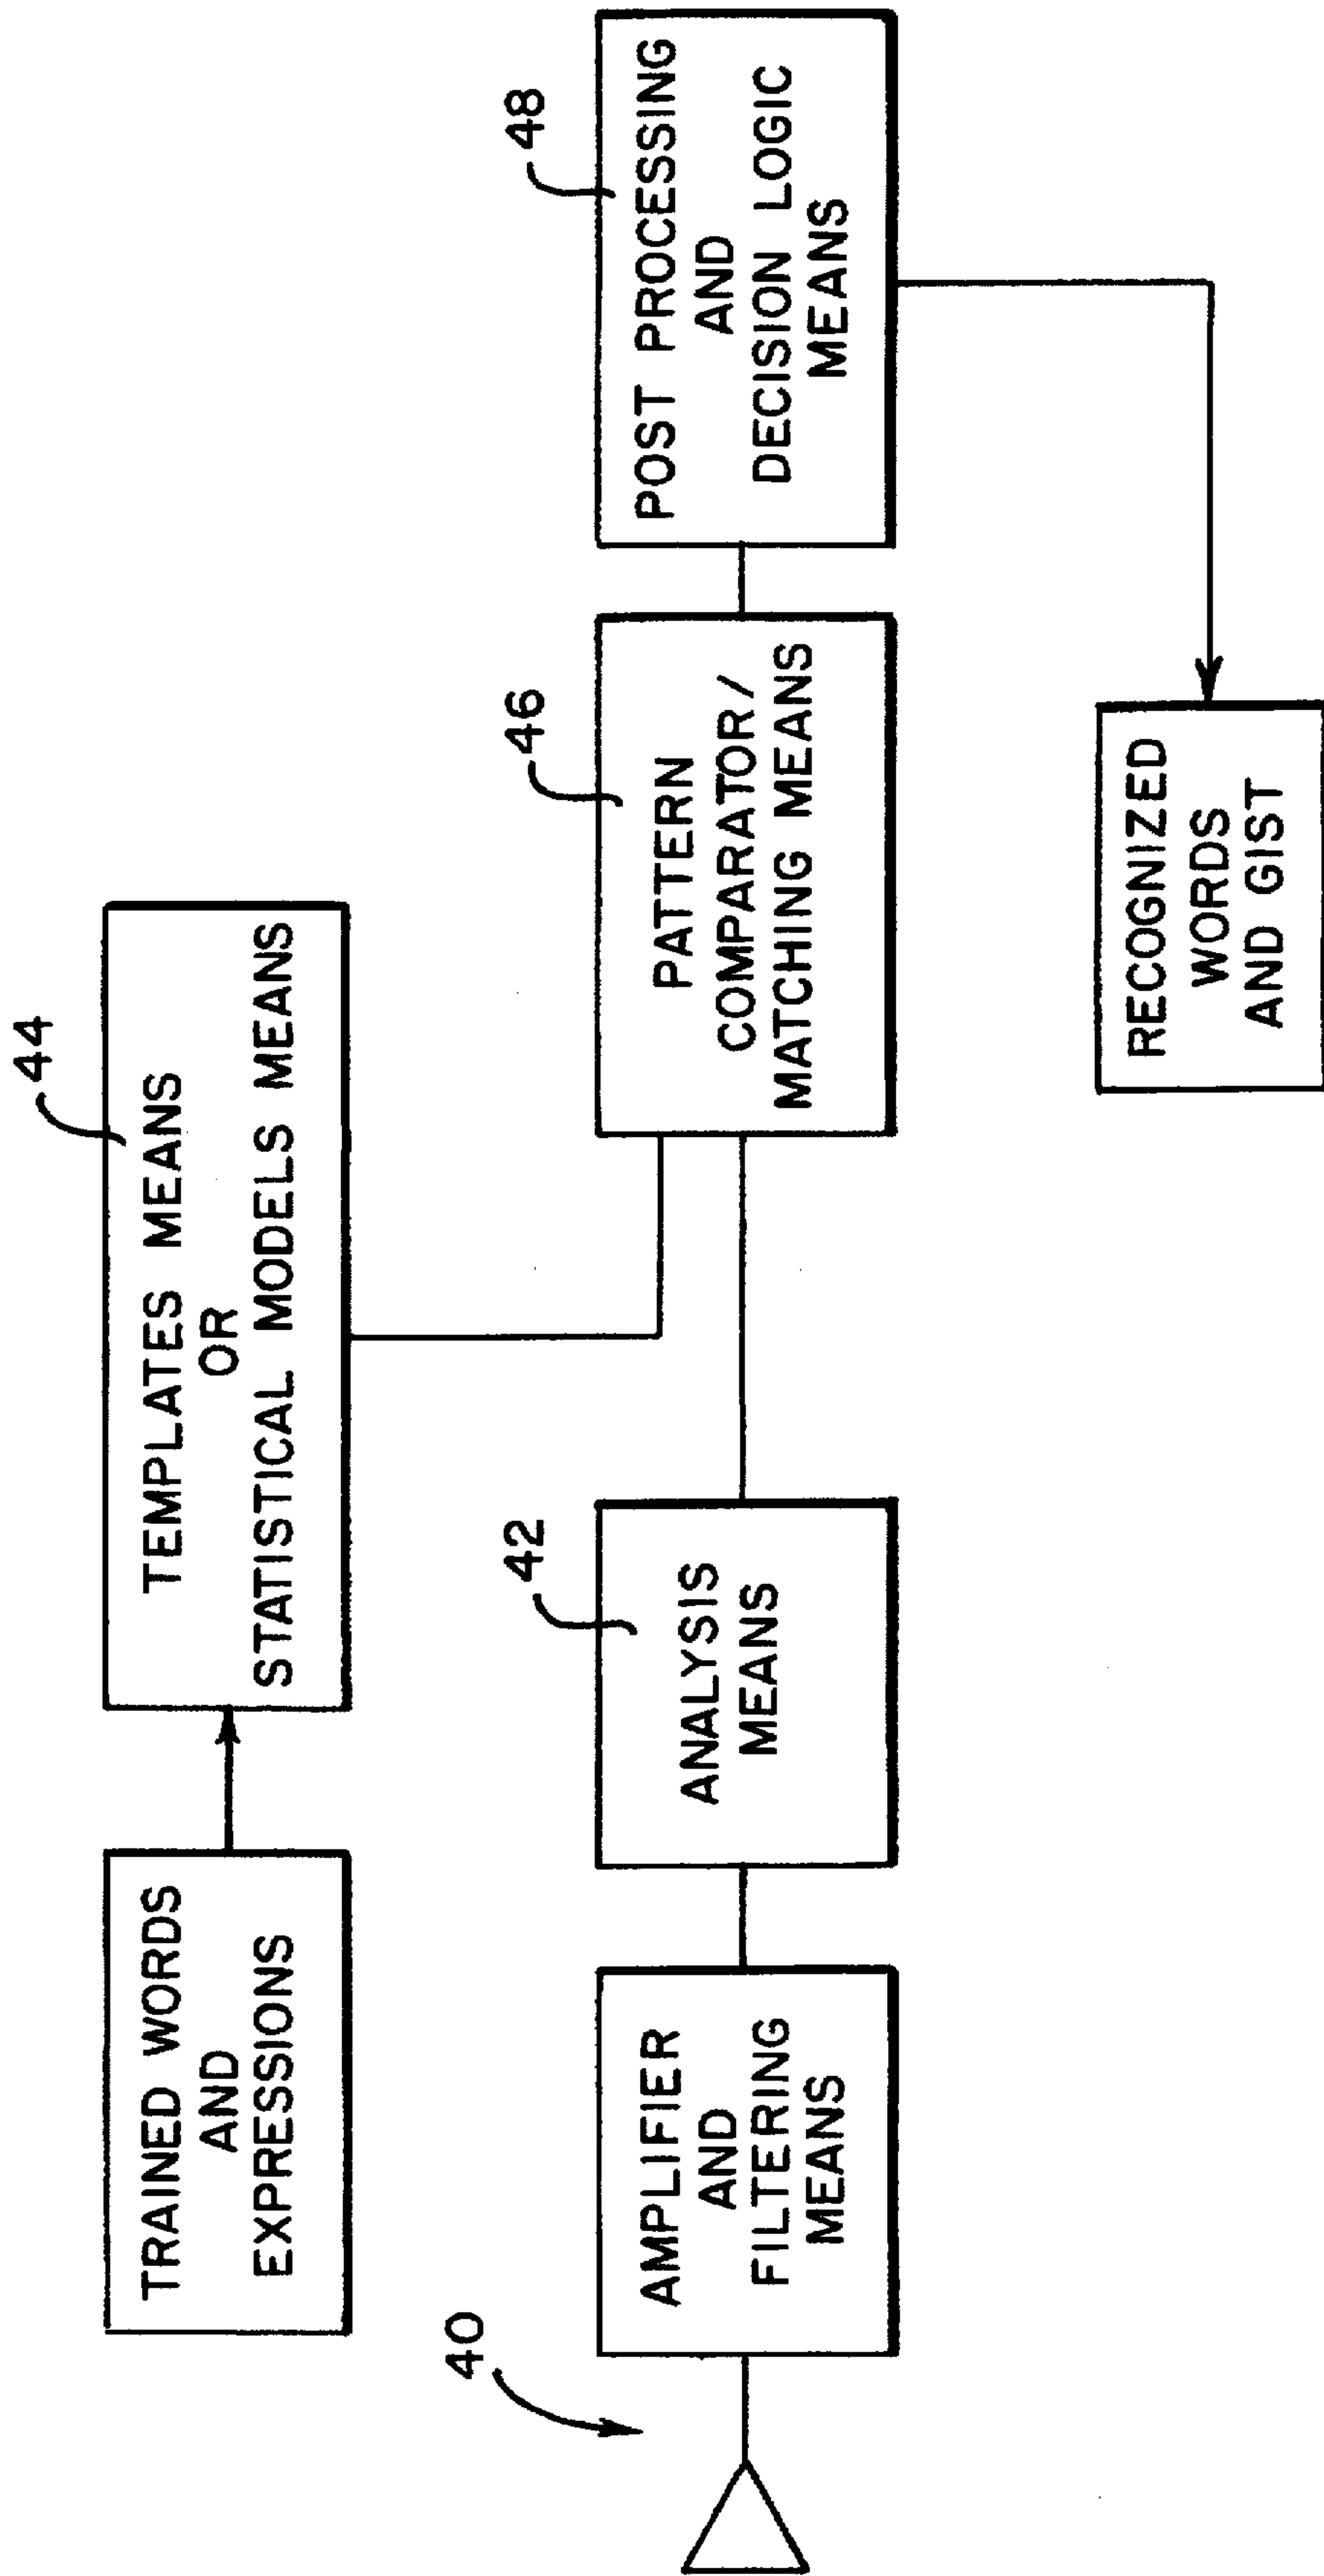 TRAINED WORDS
AND
EXPRESSIONS
44
TEMPLATES MEANS
OR
STATISTICAL MODELS MEANS
40
AMPLIFIER
AND
FILTERING
MEANS
42
ANALYSIS
MEANS
46
PATTERN
COMPARATOR/
MATCHING MEANS
48
POST PROCESSING
AND
DECISION LOGIC
MEANS
RECOGNIZED
WORDS
AND GIST